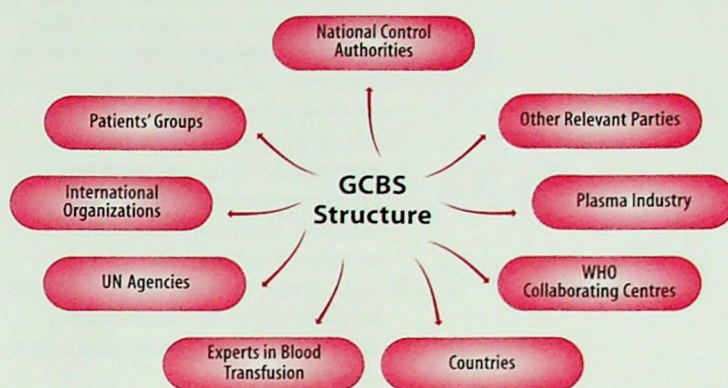 National Control
Authorities
Patients' Groups
Other Relevant Parties
International
Organizations
GCBS
Structure
Plasma Industry
UN Agencies
WHO
Collaborating Centres
Experts in Blood
Transfusion
Countries